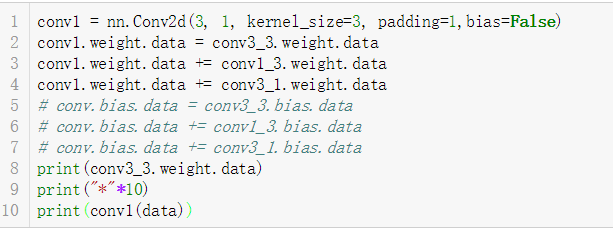 1 conv1 = nn.Conv2d(3, 1, kernel_size=3, padding=1,bias=False)
2 conv1.weight.data = conv3_3.weight.data
3 conv1.weight.data += conv1_3.weight.data
4 conv1.weight.data += conv3_1.weight.data
5 # conv.bias.data = conv3_3.bias.data
6 # conv.bias.data += conv1_3.bias.data
7 # conv.bias.data += conv3_1.bias.data
8 print(conv3_3.weight.data)
9 print("*"*10)
10 print(conv1(data))